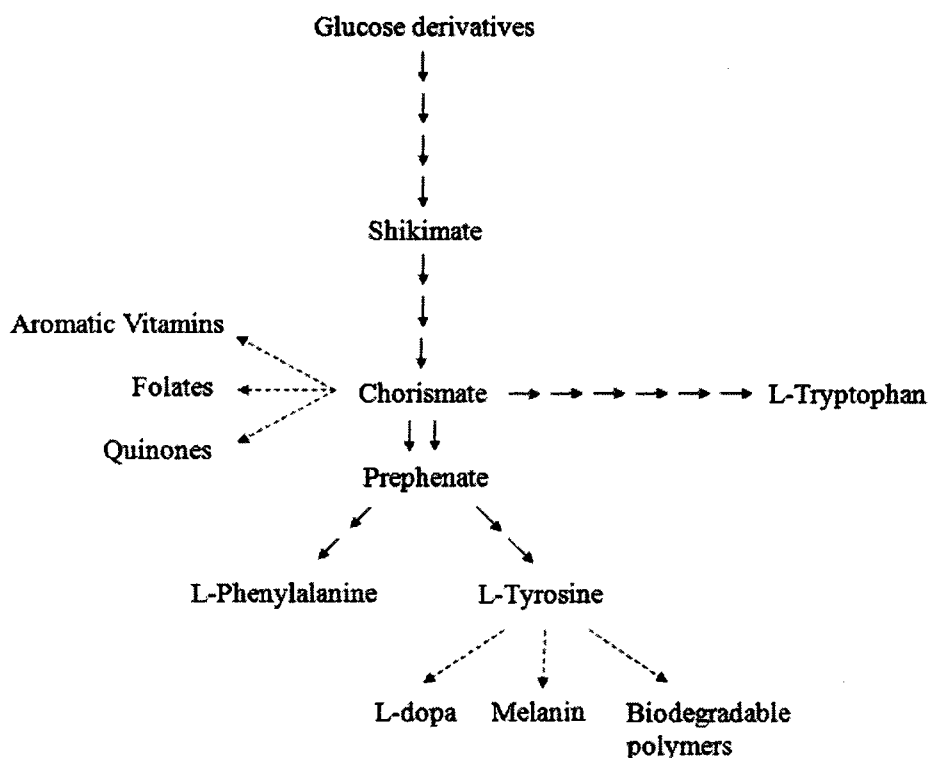 Glucose derivatives
Shikimate
Aromatic Vitamins
Folates
Chorismate
L-Tryptophan
Quinones
Prephenate
L-Phenylalanine
L-Tyrosine
L-dopa
Melanin
Biodegradable
polymers